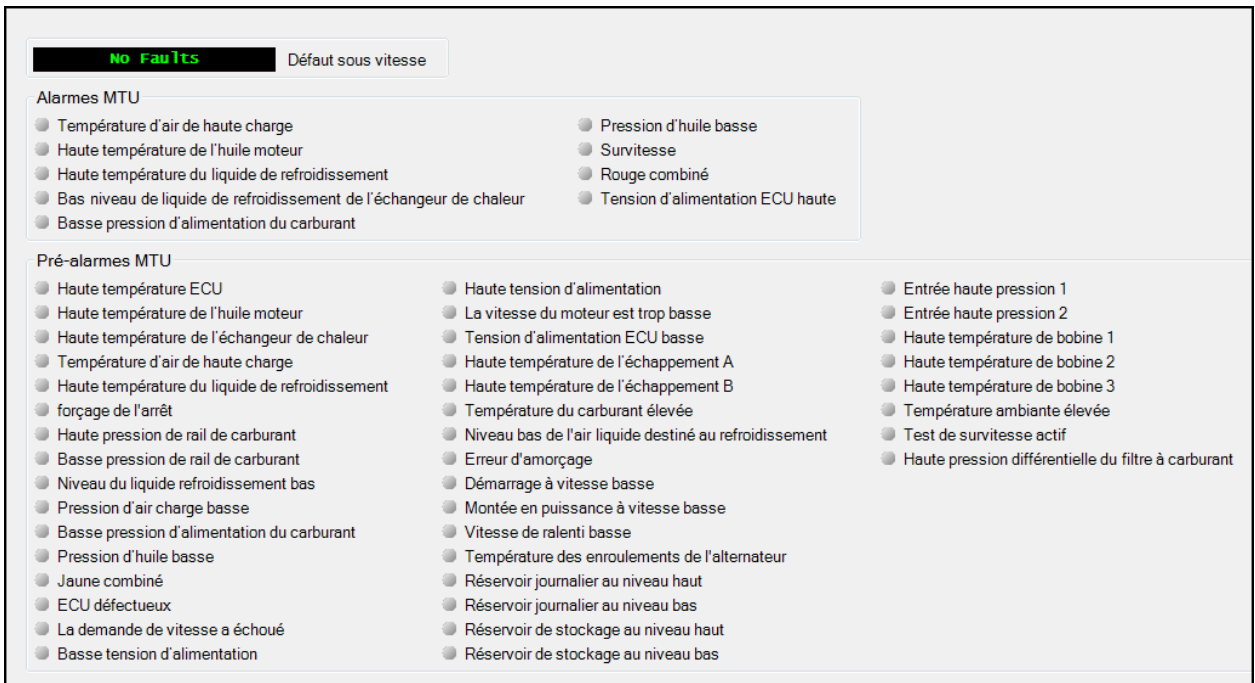 No Faults Défaut sous vitesse
Alarmes MTU
Température d'air de haute charge
Haute température de l'huile moteur
Haute température du liquide de refroidissement
Bas niveau de liquide de refroidissement de l'échangeur de chaleur
Basse pression d'alimentation du carburant
Pression d'huile basse
Survitesse
Rouge combiné
Tension d'alimentation ECU haute
Pré-alarmes MTU
Haute température ECU
Haute température de l'huile moteur
Haute température de l'échangeur de chaleur
Température d'air de haute charge
Haute température du liquide de refroidissement
forçage de l'arrêt
Haute pression de rail de carburant
Basse pression de rail de carburant
Niveau du liquide refroidissement bas
Pression d'air charge basse
Basse pression d'alimentation du carburant
Pression d'huile basse
Jaune combiné
ECU défectueux
La demande de vitesse a échoué
Basse tension d'alimentation
Haute tension d'alimentation
La vitesse du moteur est trop basse
Tension d'alimentation ECU basse
Haute température de l'échappement A
Haute température de l'échappement B
Température du carburant élevée
Niveau bas de l'air liquide destiné au refroidissement
Erreur d'amorçage
Démarrage à vitesse basse
Montée en puissance à vitesse basse
Vitesse de ralenti basse
Température des enroulements de l'alternateur
Réservoir journalier au niveau haut
Réservoir journalier au niveau bas
Réservoir de stockage au niveau haut
Réservoir de stockage au niveau bas
Entrée haute pression 1
Entrée haute pression 2
Haute température de bobine 1
Haute température de bobine 2
Haute température de bobine 3
Température ambiante élevée
Test de survitesse actif
Haute pression différentielle du filtre à carburant